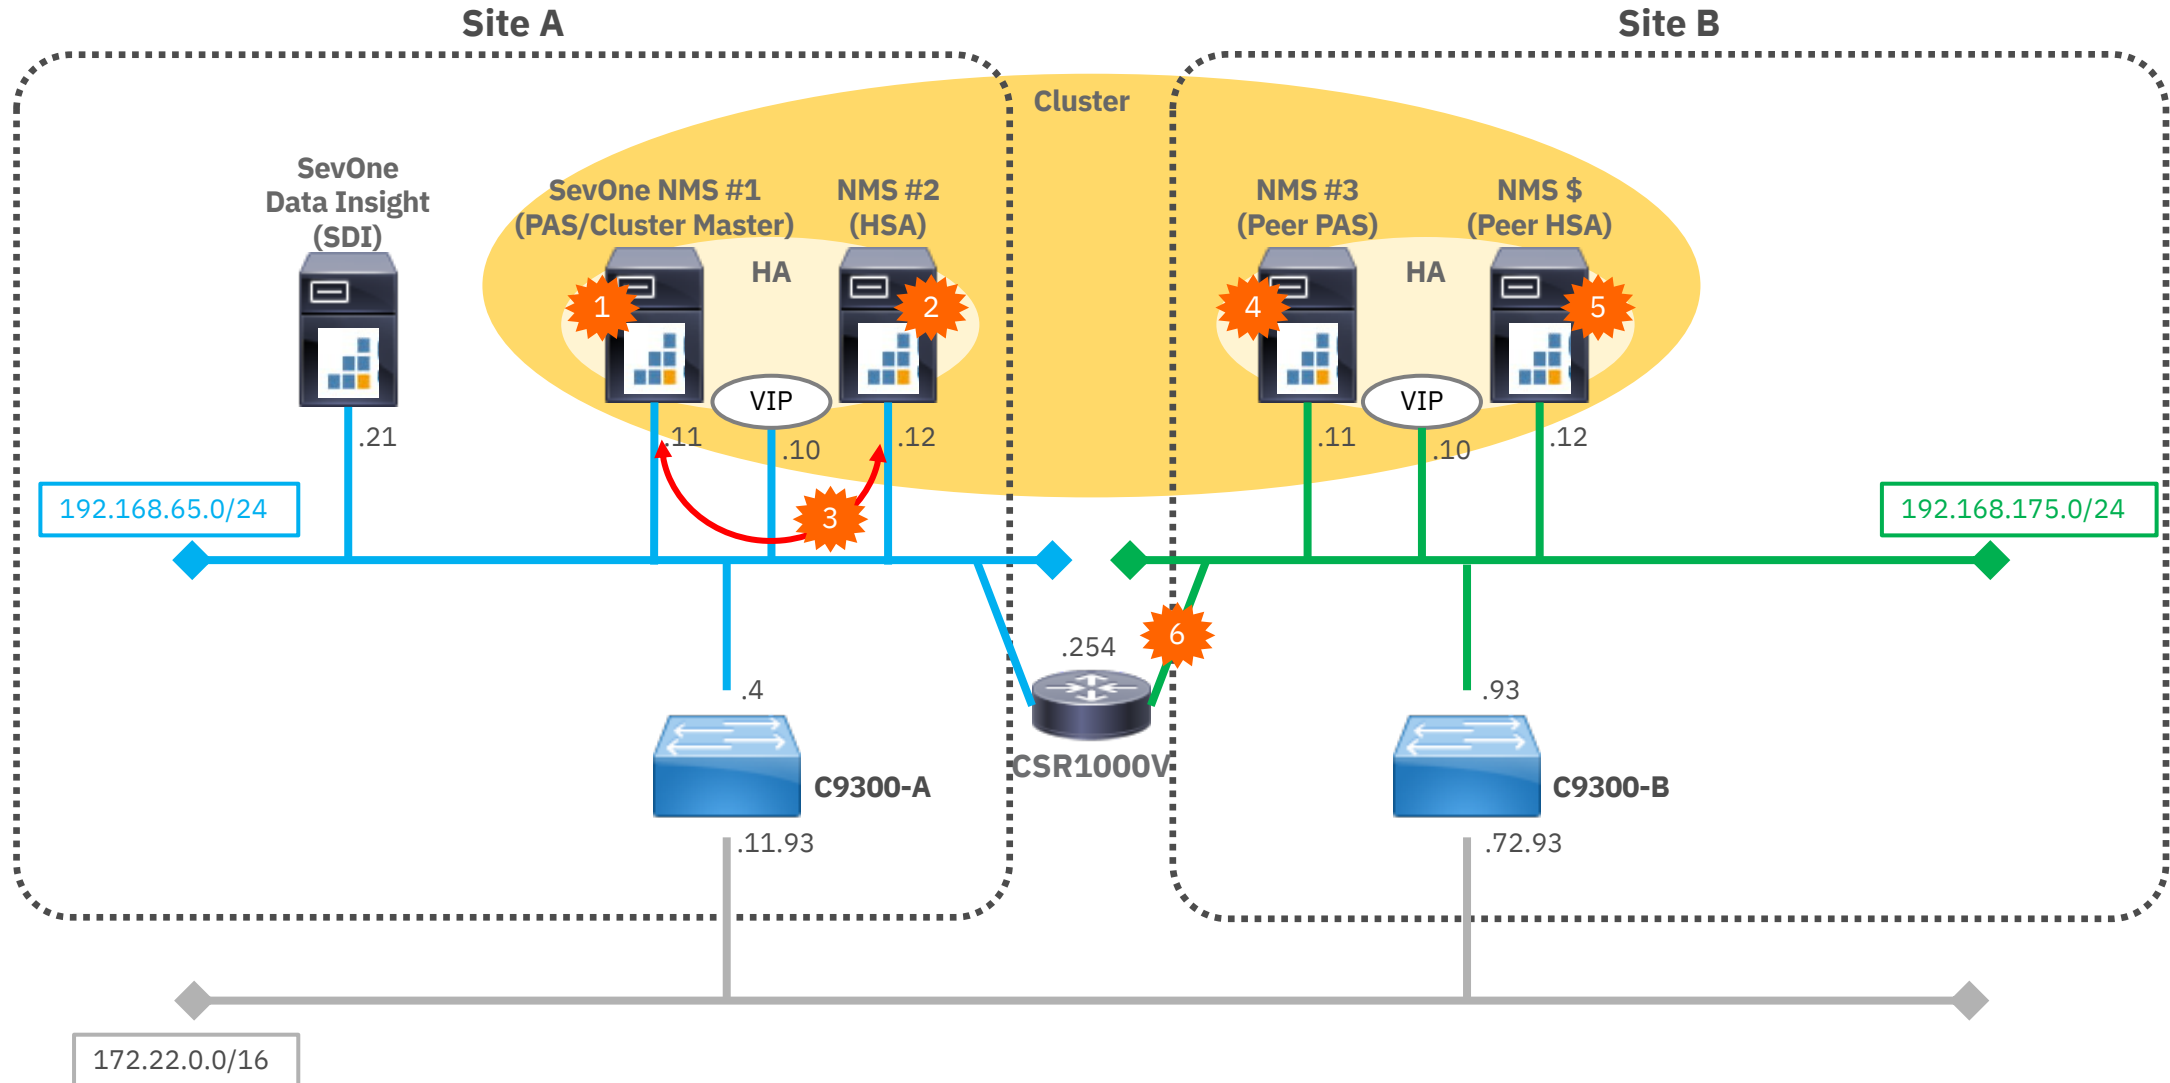 Site A
Site B
Cluster
SevOne
Data Insight
(SDI)
SevOne NMS #1
(PAS/Cluster Master)
NMS #2
(HSA)
NMS #3
(Peer PAS)
NMS $
(Peer HSA)
HA
HA
1
2
4
5
VIP
VIP
.21
.11
.10
.12
.11
.10
.12
192.168.65.0/24
3
192.168.175.0/24
6
.254
.4
.93
CSR1000V
C9300-A
C9300-B
.11.93
.72.93
172.22.0.0/16